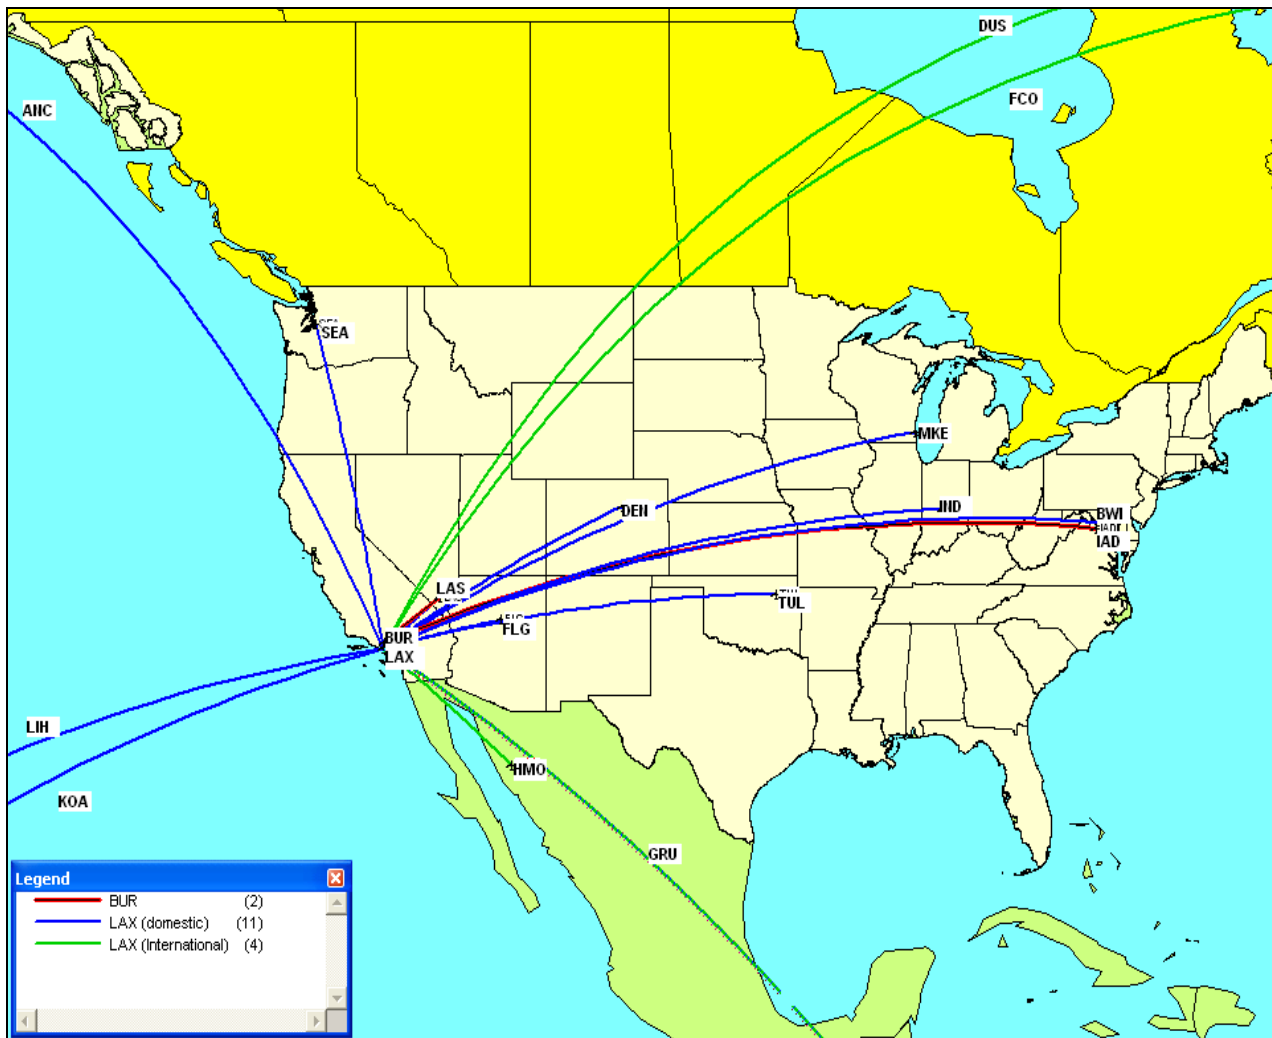 DUS
FCO
ANC
SEA
MKE
DEN
IND
BWI
IAD
LAS
TUL
FLG
BUR
LAX
LIH
HMO
KOA
GRU
Legend
BUR (2)
LAX (domestic) (11)
LAX (International) (4)